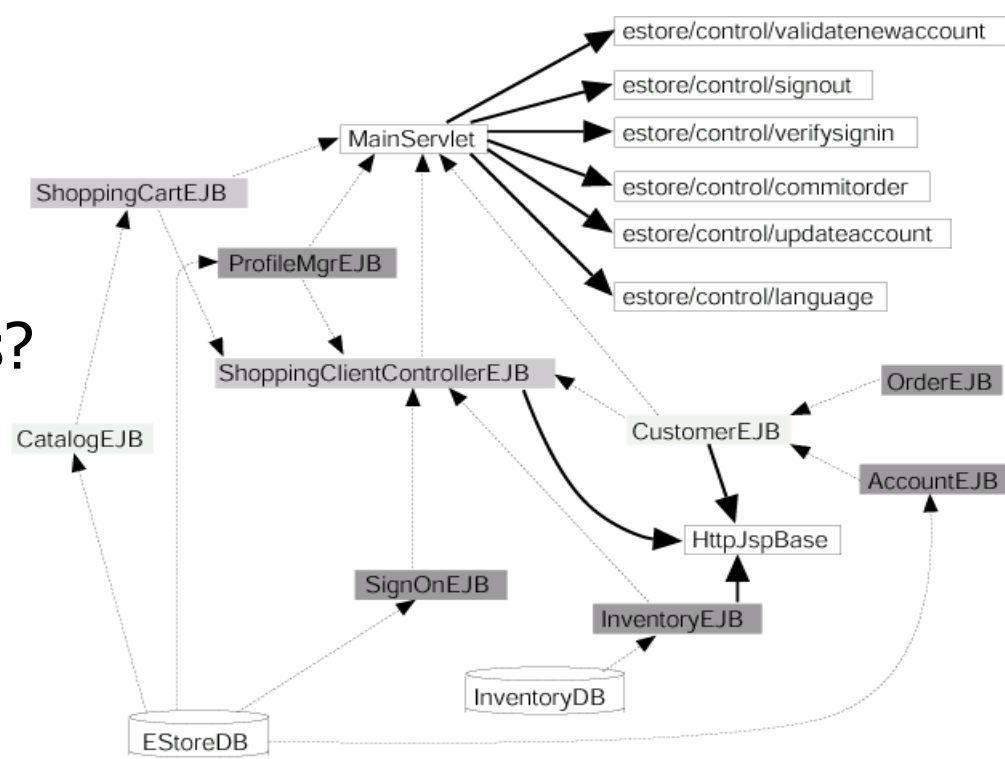 estore/control/validatenewaccount
estore/control/signout
MainServlet
estore/control/verifysignin
ShoppingCartEJB
estore/control/commitorder
estore/control/updateaccount
ProfileMgrEJB
estore/control/language
s?
ShoppingClientControllerEJB
OrderEJB
CatalogEJB
CustomerEJB
AccountEJB
HttpJspBase
SignOnEJB
InventoryEJB
InventoryDB
EStoreDB